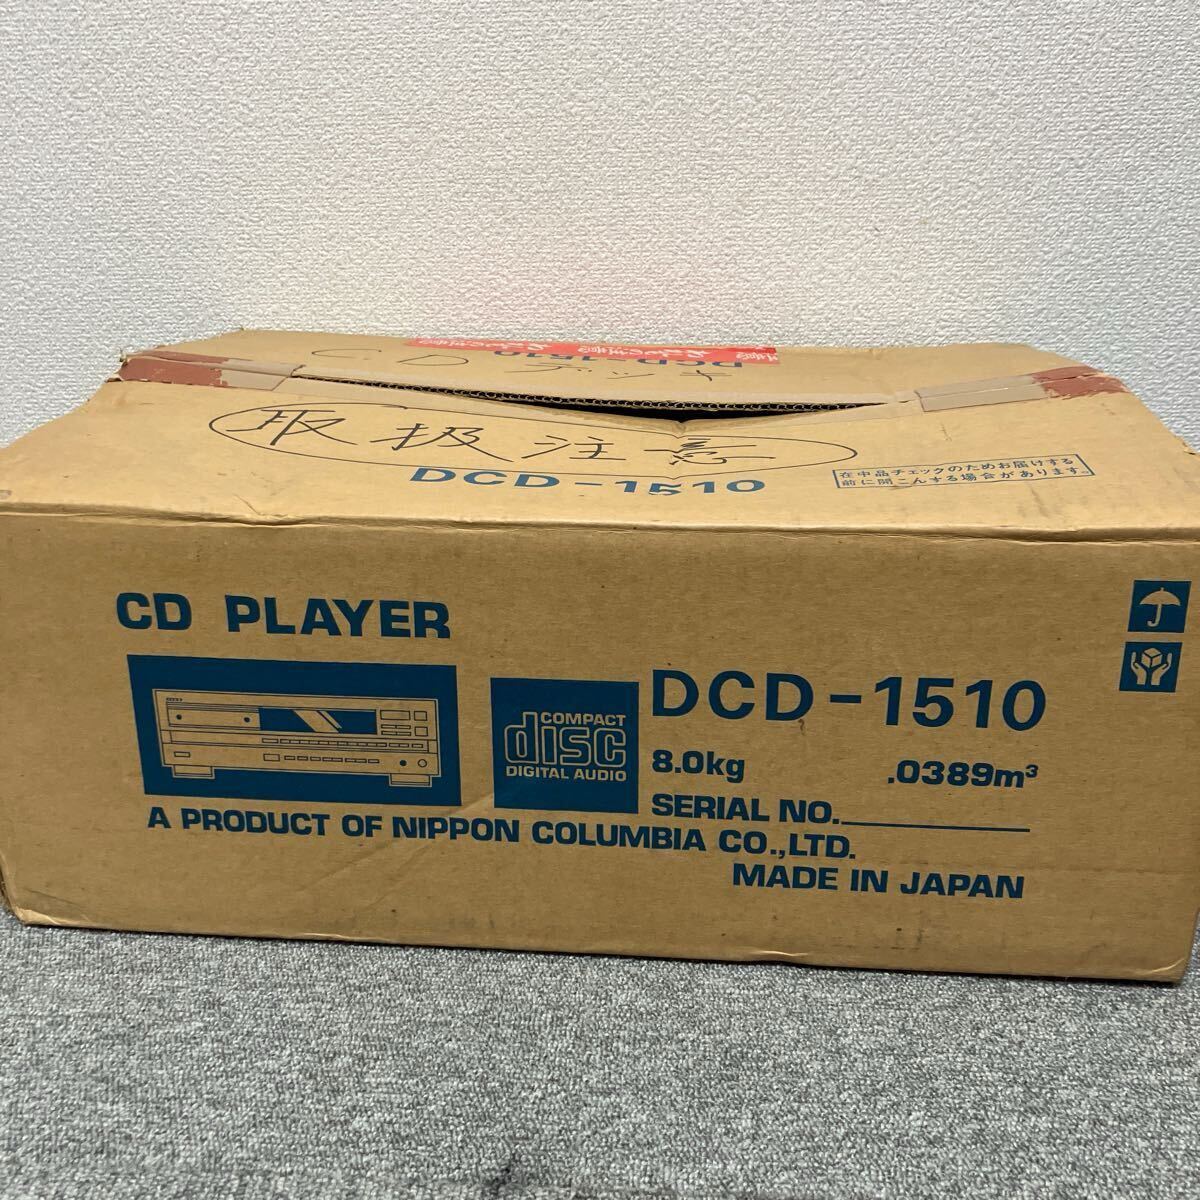 CDデッキ
DCD-1510
取扱注意
DCD-1510
在中品チェックのためお届けする
前に開こんする場合があります。
CD PLAYER
COMPACT
disc
DIGITAL AUDIO
DCD-1510
8.0kg .0389m³
SERIAL NO.
A PRODUCT OF NIPPON COLUMBIA CO.,LTD.
MADE IN JAPAN